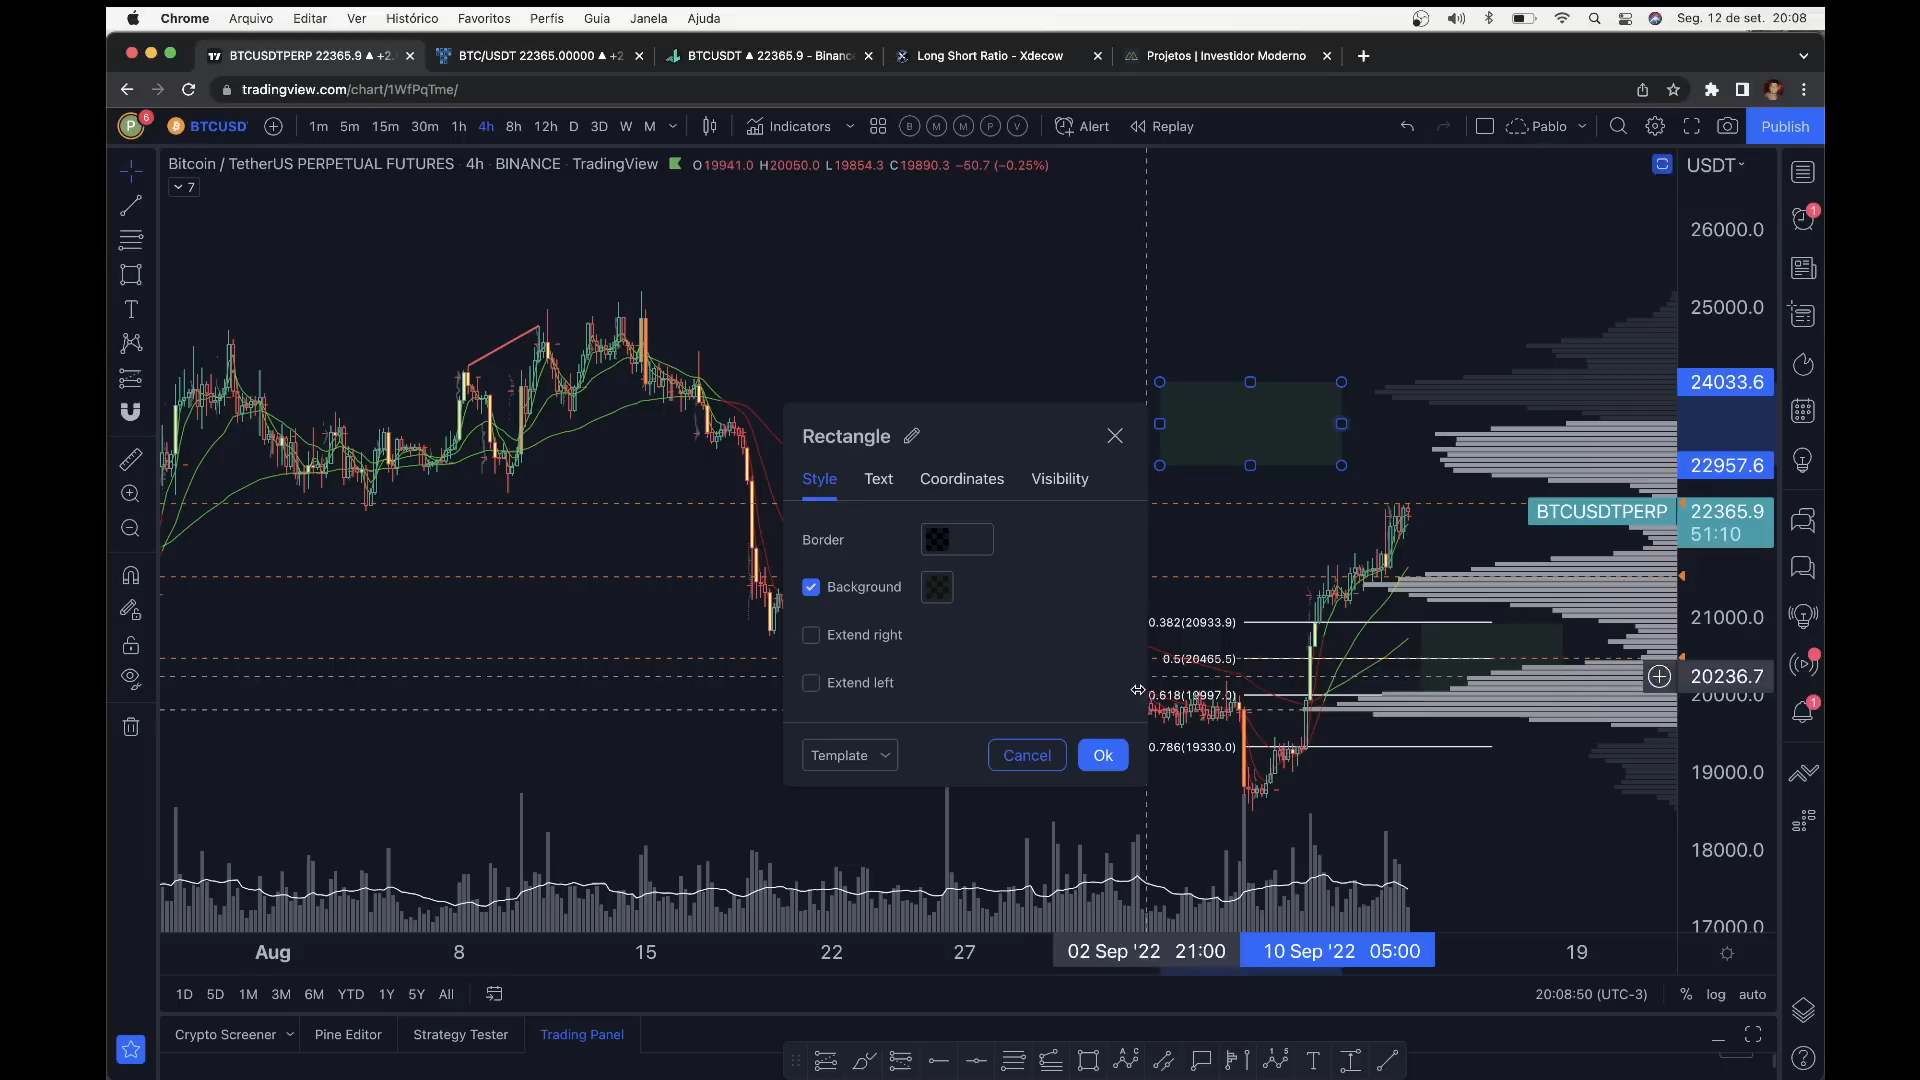 Chrome Arquivo Editar Ver Histórico Favoritos Perfis Guia Janela Ajuda Seg. 12 de set. 20:08
BTCUSDTPERP 22365.9 ▲ +2. BTC/USDT 22365.00000 ▲ +2 BTCUSDT ▲ 22365.9 - Binanc Long Short Ratio - Xdecow Projetos | Investidor Moderno
tradingview.com/chart/1WfPqTme/
P 6 BTCUSD 1m 5m 15m 30m 1h 4h 8h 12h D 3D W M Indicators B M M P V Alert Replay Pablo Publish
Bitcoin / TetherUS PERPETUAL FUTURES · 4h · BINANCE · TradingView O19941.0 H20050.0 L19854.3 C19890.3 −50.7 (−0.25%) USDT
7
1
26000.0
25000.0
24033.6
Rectangle
22957.6
Style Text Coordinates Visibility
BTCUSDTPERP 22365.9
51:10
Border
Background
0.382(20933.9)
21000.0
Extend right
0.5(20465.5)
20236.7
Extend left
0.618(19997.0)
20000.0
1
0.786(19330.0)
Template Cancel Ok
19000.0
18000.0
17000.0
Aug 8 15 22 27 02 Sep '22 21:00 10 Sep '22 05:00 19
1D 5D 1M 3M 6M YTD 1Y 5Y All 20:08:50 (UTC-3) % log auto
Crypto Screener Pine Editor Strategy Tester Trading Panel